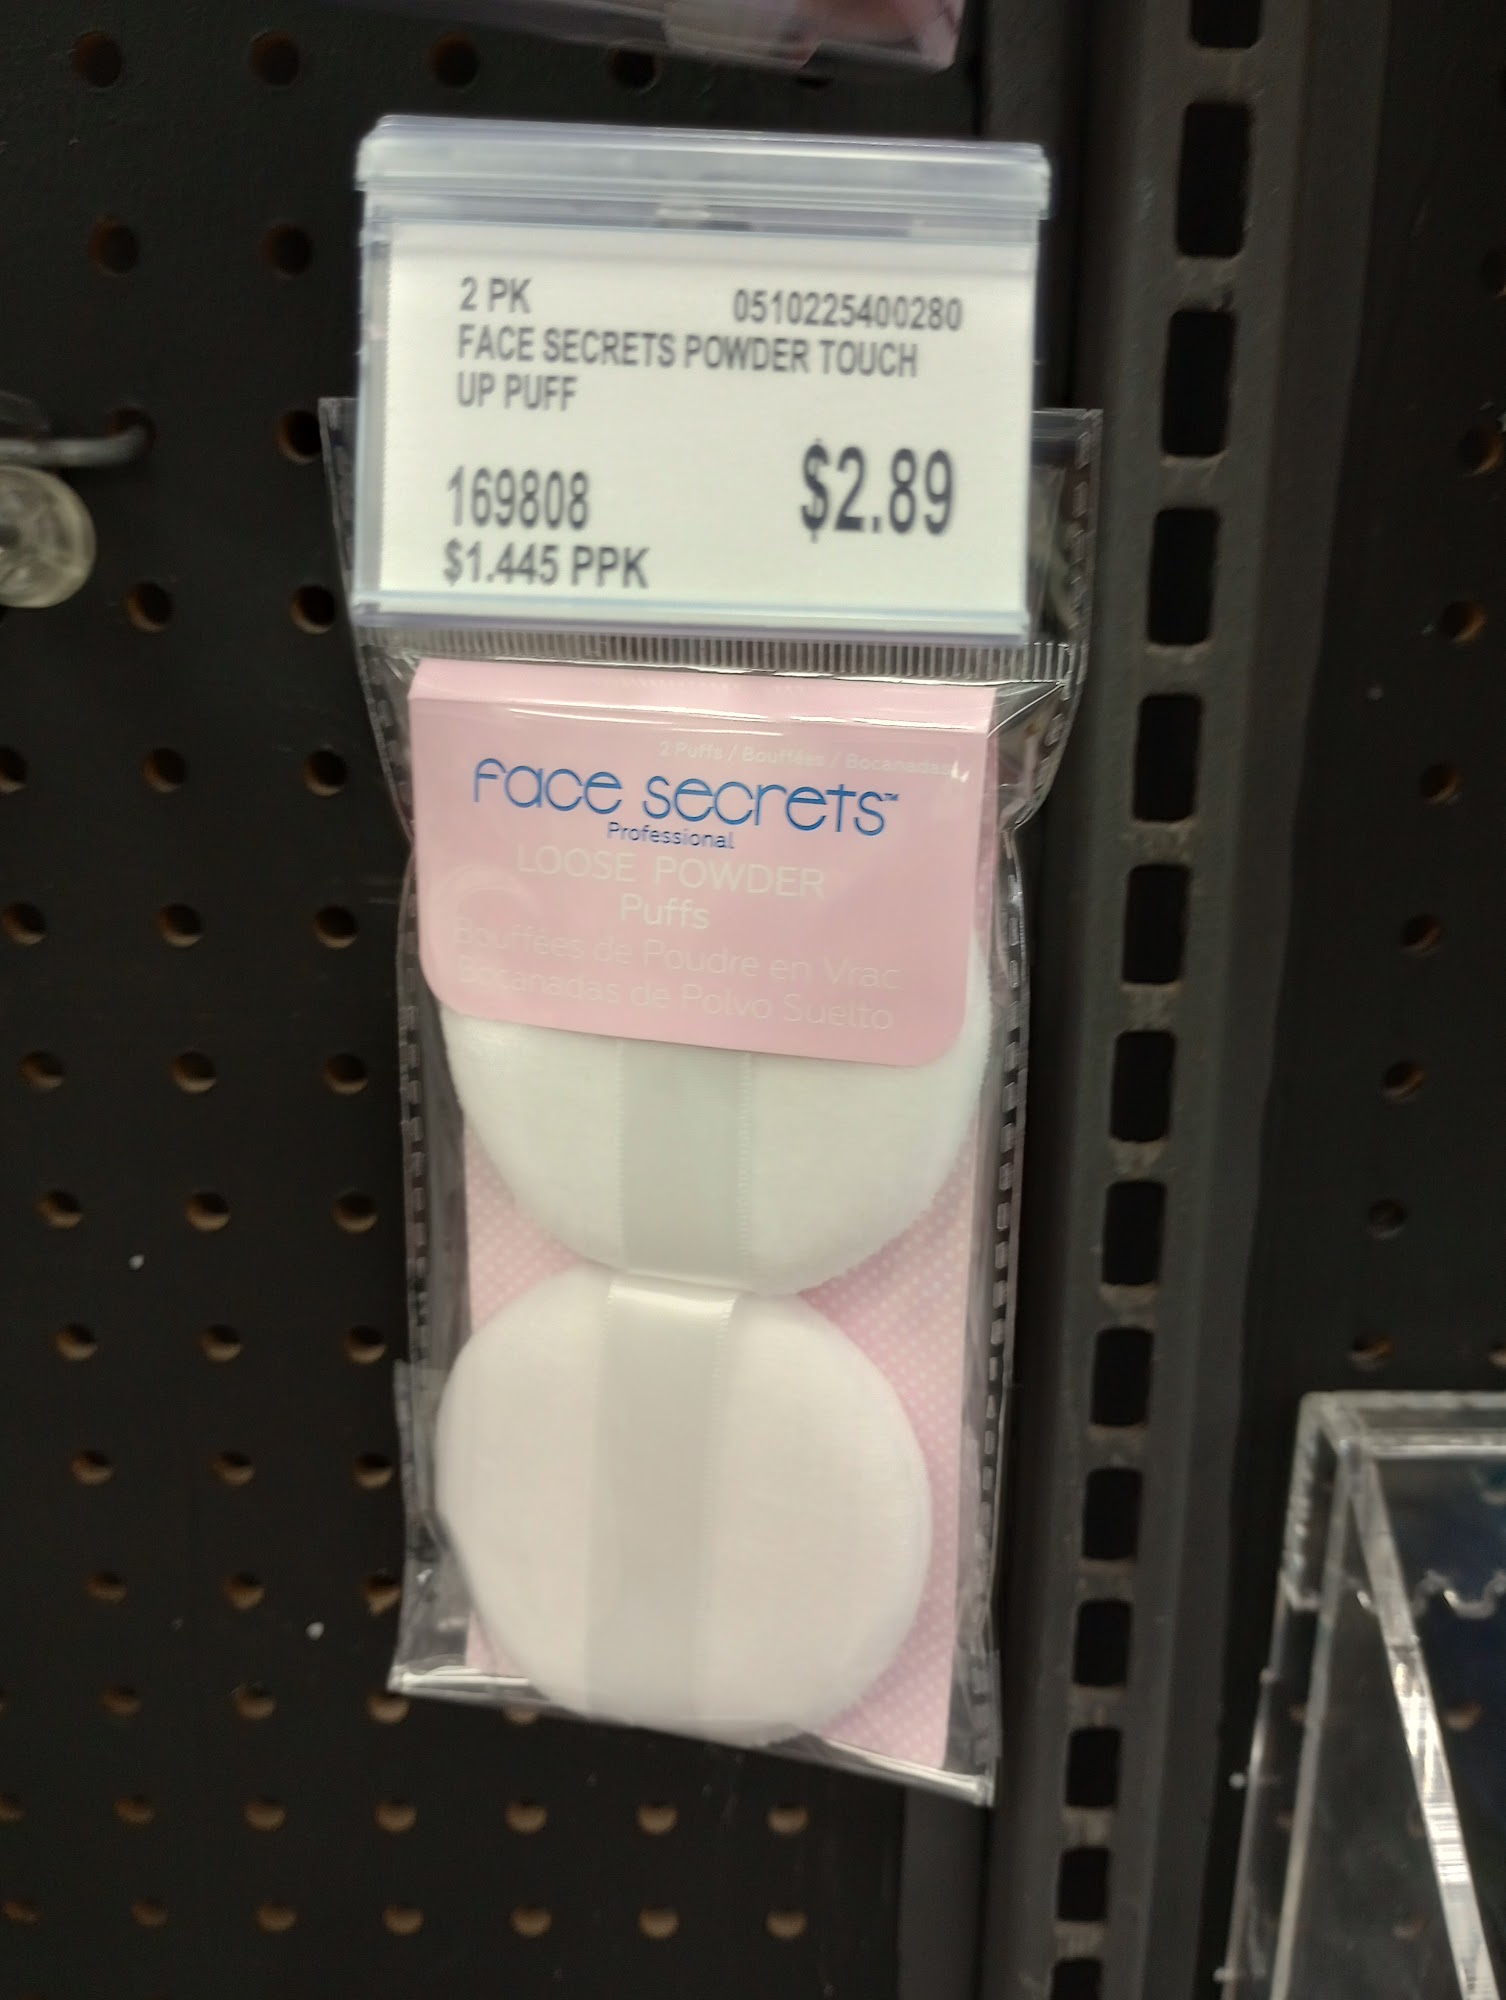 2 PK 0510225400280
FACE SECRETS POWDER TOUCH
UP PUFF
169808 $2.89
$1.445 PPK
2 Puffs / Bouffées / Bocanadas
face secrets™
Professional
LOOSE POWDER
Puffs
Bouffées de Poudre en Vrac
Bocanadas de Polvo Suelto